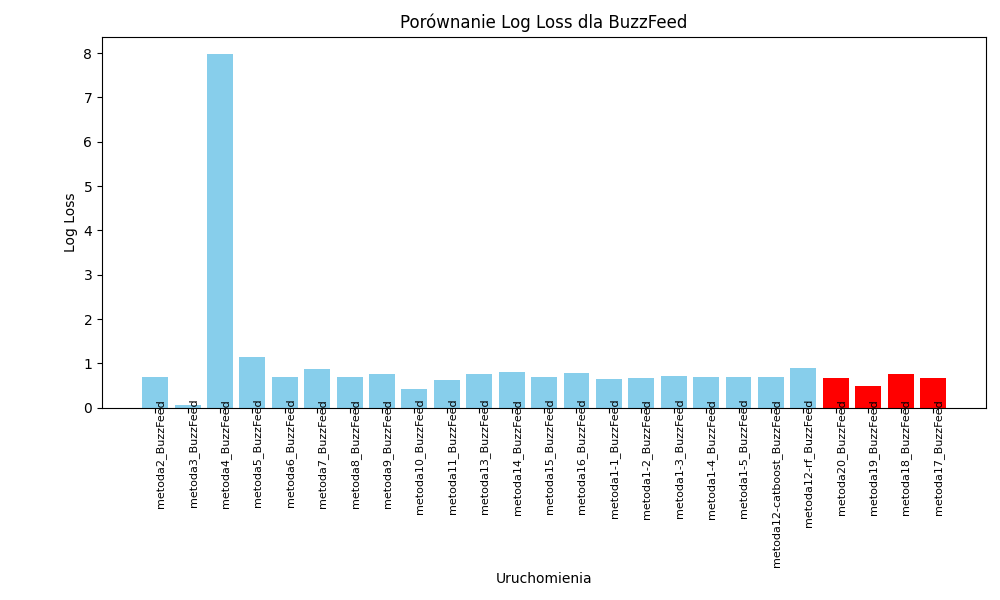 Porównanie Log Loss dla BuzzFeed
Log Loss
8
7
6
5
4
3
2
1
0
metoda2_BuzzFeed
metoda3_BuzzFeed
metoda4_BuzzFeed
metoda5_BuzzFeed
metoda6_BuzzFeed
metoda7_BuzzFeed
metoda8_BuzzFeed
metoda9_BuzzFeed
metoda10_BuzzFeed
metoda11_BuzzFeed
metoda13_BuzzFeed
metoda14_BuzzFeed
metoda15_BuzzFeed
metoda16_BuzzFeed
metoda1-1_BuzzFeed
metoda1-2_BuzzFeed
metoda1-3_BuzzFeed
metoda1-4_BuzzFeed
metoda1-5_BuzzFeed
metoda12-catboost_BuzzFeed
metoda12-rf_BuzzFeed
metoda20_BuzzFeed
metoda19_BuzzFeed
metoda18_BuzzFeed
metoda17_BuzzFeed
Uruchomienia